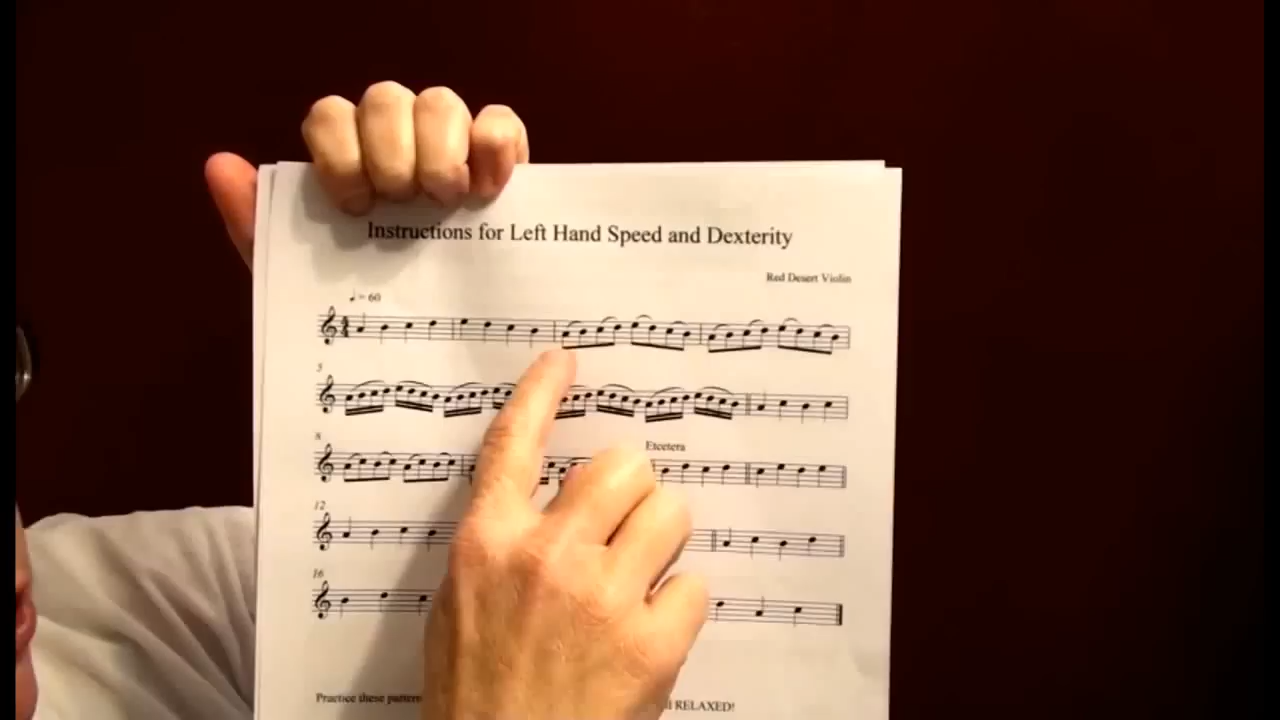 Instructions for Left Hand Speed and Dexterity
Red Desert Violin
= 60
5
8
Etcetera
12
16
Practice these pattern RELAXED!